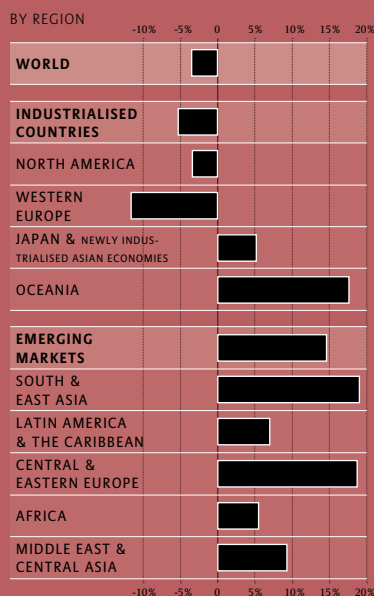 BY REGION
-10% -5% 0 5% 10% 15% 20%
WORLD
INDUSTRIALISED
COUNTRIES
NORTH AMERICA
WESTERN
EUROPE
JAPAN & NEWLY INDUS-
TRIALISED ASIAN ECONOMIES
OCEANIA
EMERGING
MARKETS
SOUTH &
EAST ASIA
LATIN AMERICA
& THE CARIBBEAN
CENTRAL &
EASTERN EUROPE
AFRICA
MIDDLE EAST &
CENTRAL ASIA
-10% -5% 0 5% 10% 15% 20%